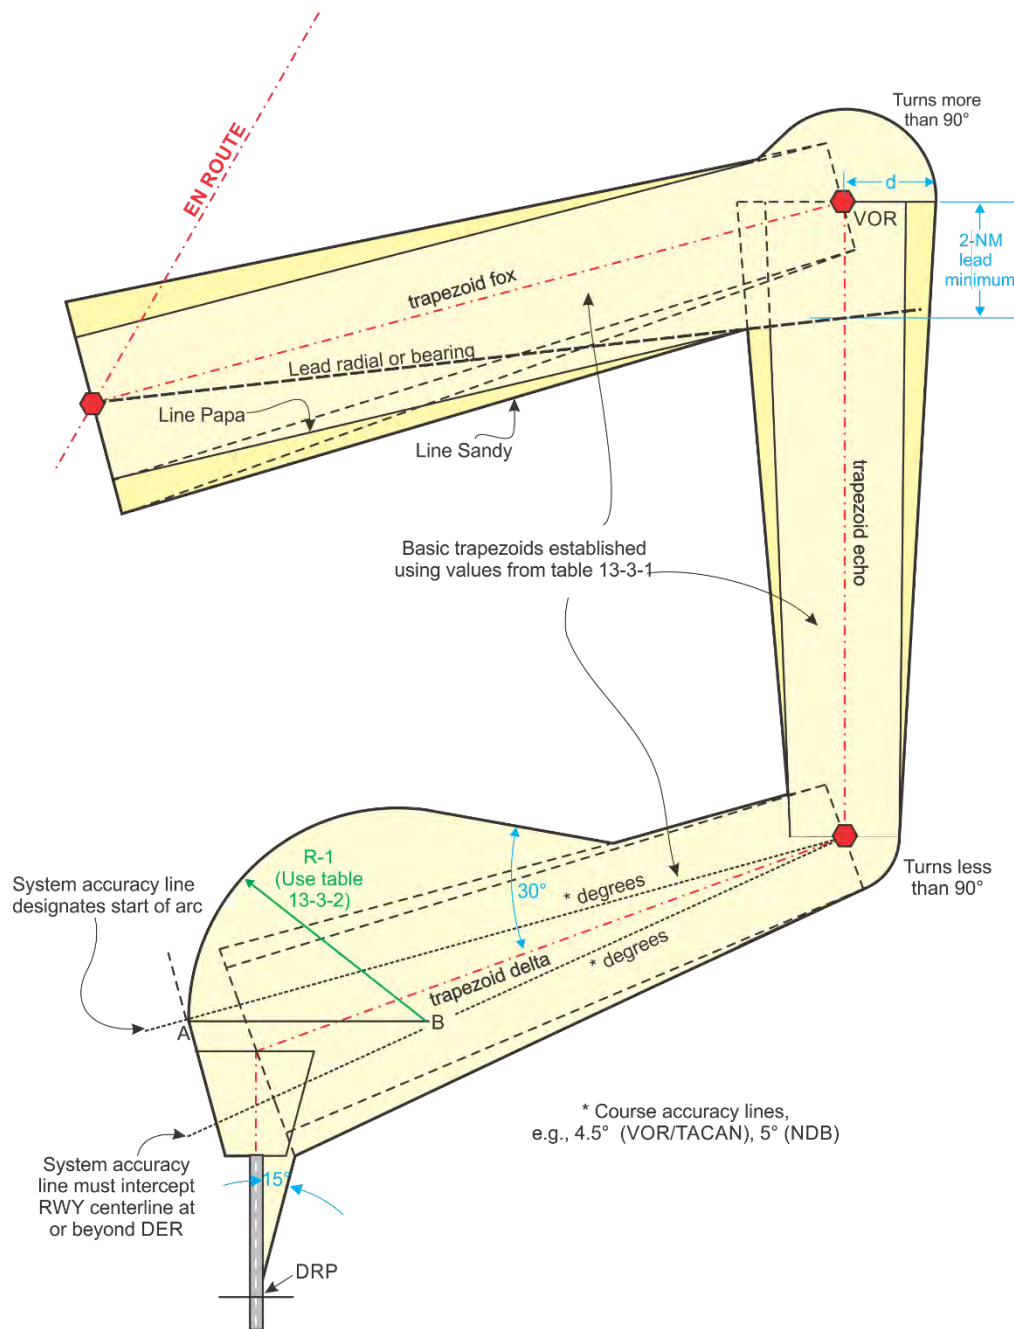 EN ROUTE
Turns more
than 90°
d
VOR
2-NM
lead
minimum
trapezoid fox
Lead radial or bearing
Line Papa
Line Sandy
trapezoid echo
Basic trapezoids established
using values from table 13-3-1
R-1
(Use table
13-3-2)
30°
* degrees
* degrees
trapezoid delta
Turns less
than 90°
System accuracy line
designates start of arc
A
B
* Course accuracy lines,
e.g., 4.5° (VOR/TACAN), 5° (NDB)
System accuracy
line must intercept
RWY centerline at
or beyond DER
15°
DRP